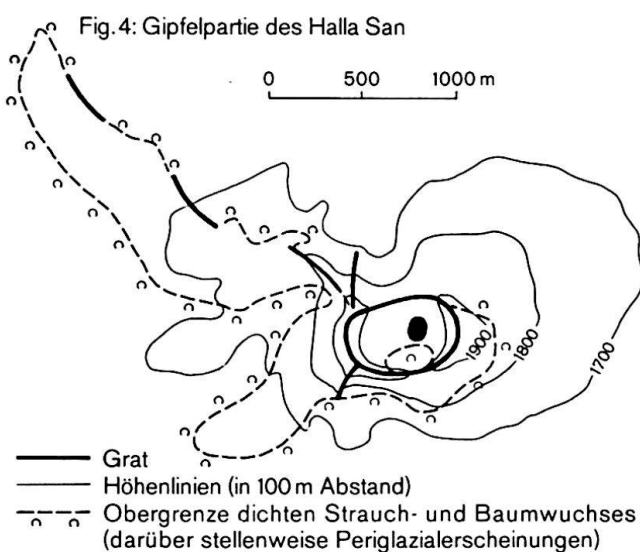 Fig. 4: Gipfelpartie des Halla San
0 500 1000 m
1900
1800
1700
Grat
Höhenlinien (in 100 m Abstand)
Obergrenze dichten Strauch- und Baumwuchses
(darüber stellenweise Periglazialerscheinungen)